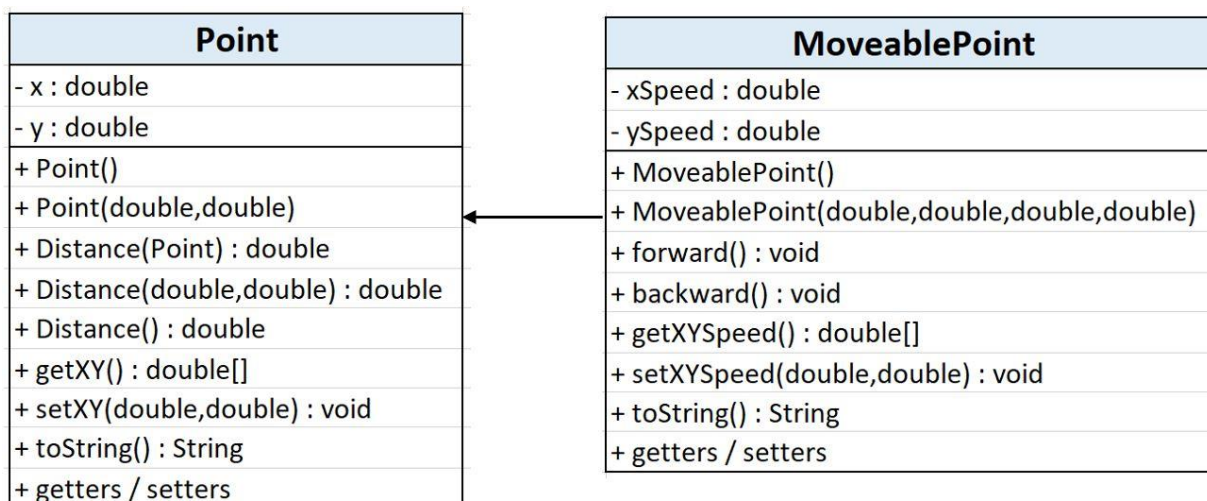 Point
- x : double
- y : double
+ Point()
+ Point(double,double)
+ Distance(Point) : double
+ Distance(double,double) : double
+ Distance() : double
+ getXY() : double[]
+ setXY(double,double) : void
+ toString() : String
+ getters / setters
MoveablePoint
- xSpeed : double
- ySpeed : double
+ MoveablePoint()
+ MoveablePoint(double,double,double,double)
+ forward() : void
+ backward() : void
+ getXYSpeed() : double[]
+ setXYSpeed(double,double) : void
+ toString() : String
+ getters / setters